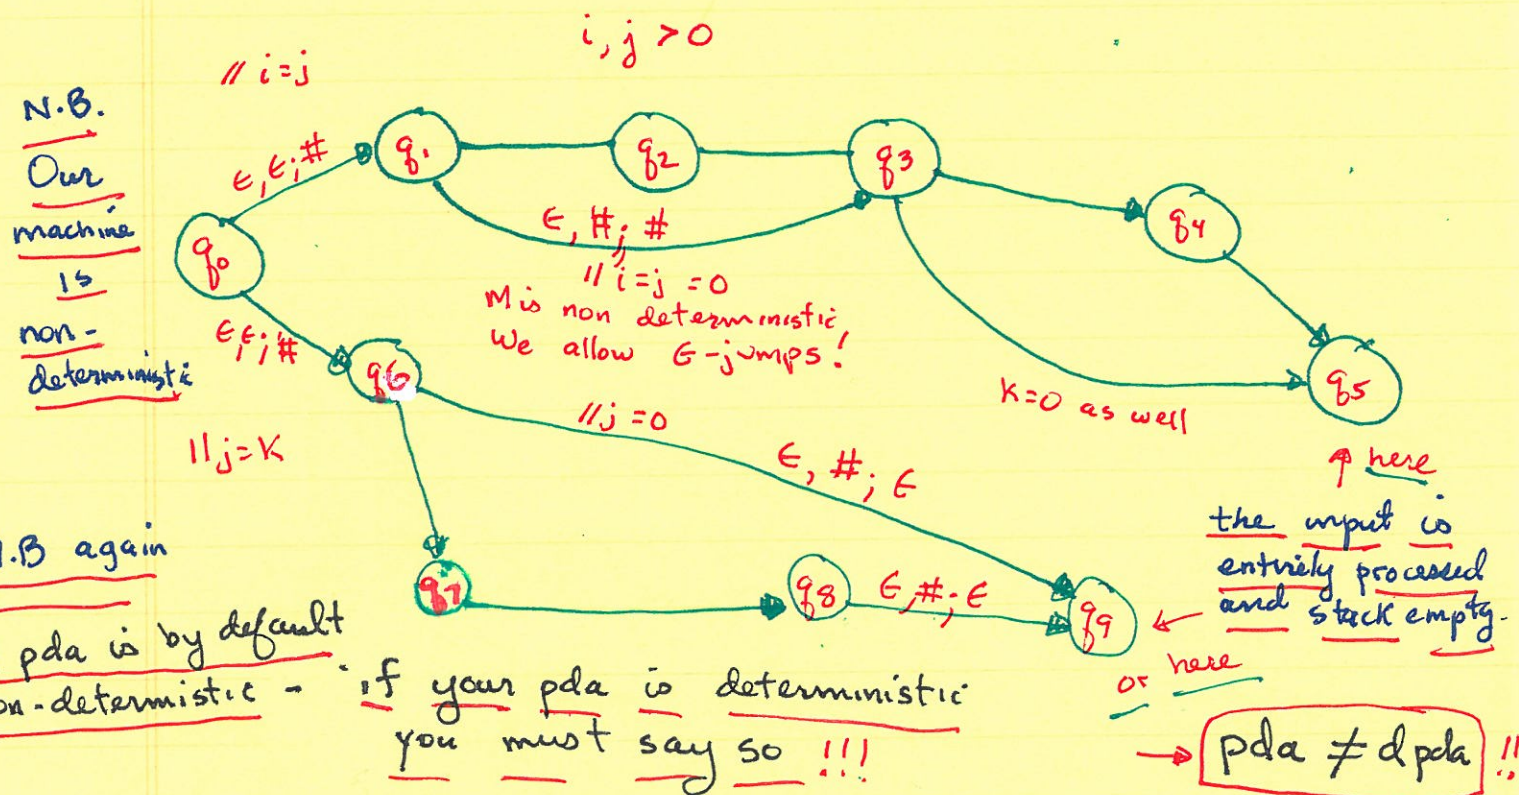 i, j > 0
// i=j
N.B.
Our
machine
is
non-
deterministic
ϵ, ϵ; #
q0
q1
q2
q3
q4
ϵ, #; #
// i=j =0
M is non deterministic
We allow ϵ-jumps!
ϵ, ϵ; #
q6
// j=K
// j=0
ϵ, #; ϵ
K=0 as well
q5
↑ here
the input is
entirely processed
and stack empty.
q7
q8
ϵ, #; ϵ
q9
or here
.B again
pda is by default
on-deterministic - if your pda is deterministic
you must say so !!!
→ pda ≠ dpda !!